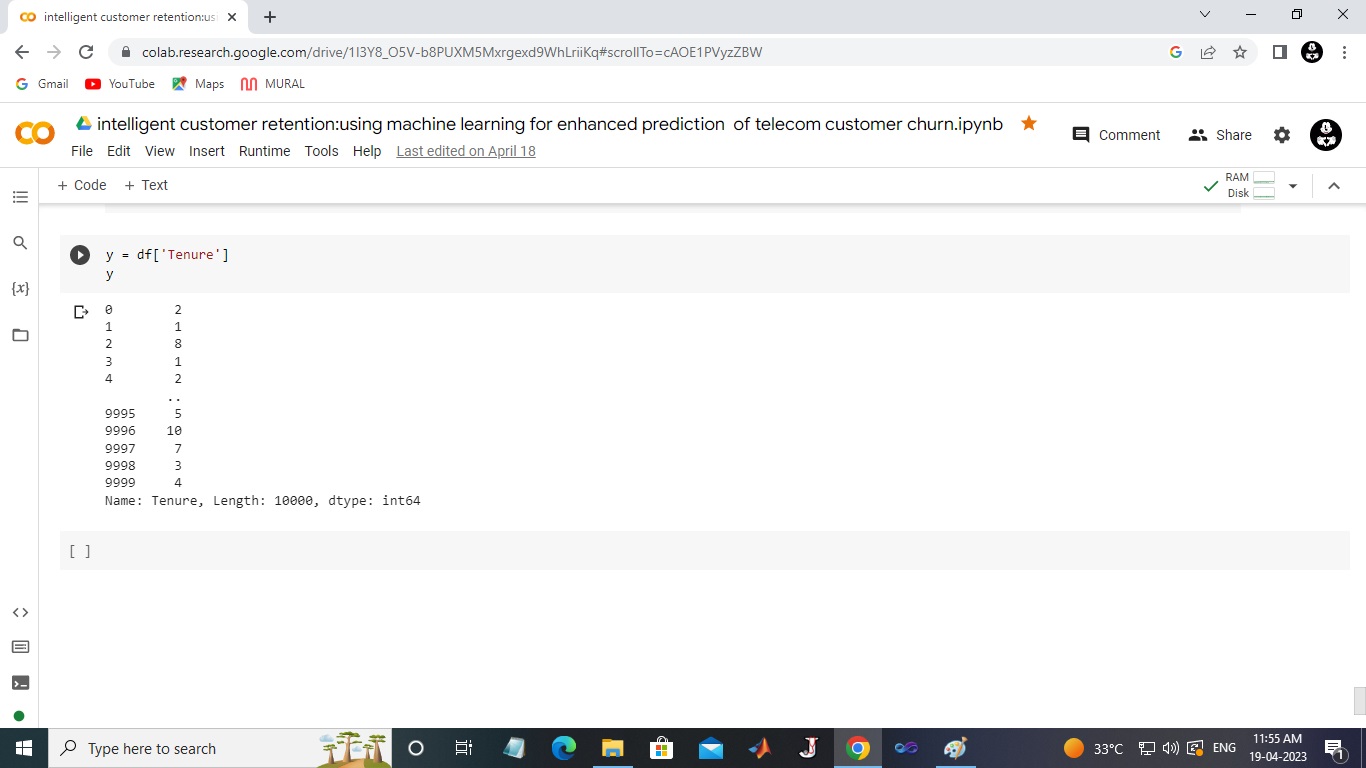 intelligent customer retention:us
colab.research.google.com/drive/1I3Y8_O5V-b8PUXM5Mxrgexd9WhLriiKq#scrollTo=cAOE1PVyzZBW
Gmail YouTube Maps MURAL
intelligent customer retention:using machine learning for enhanced prediction of telecom customer churn.ipynb
Comment Share
File Edit View Insert Runtime Tools Help Last edited on April 18
+ Code + Text
RAM
Disk
{x}
y = df['Tenure']
y
0 2
1 1
2 8
3 1
4 2
..
9995 5
9996 10
9997 7
9998 3
9999 4
Name: Tenure, Length: 10000, dtype: int64
[ ]
Type here to search
33°C ENG
11:55 AM
19-04-2023
1